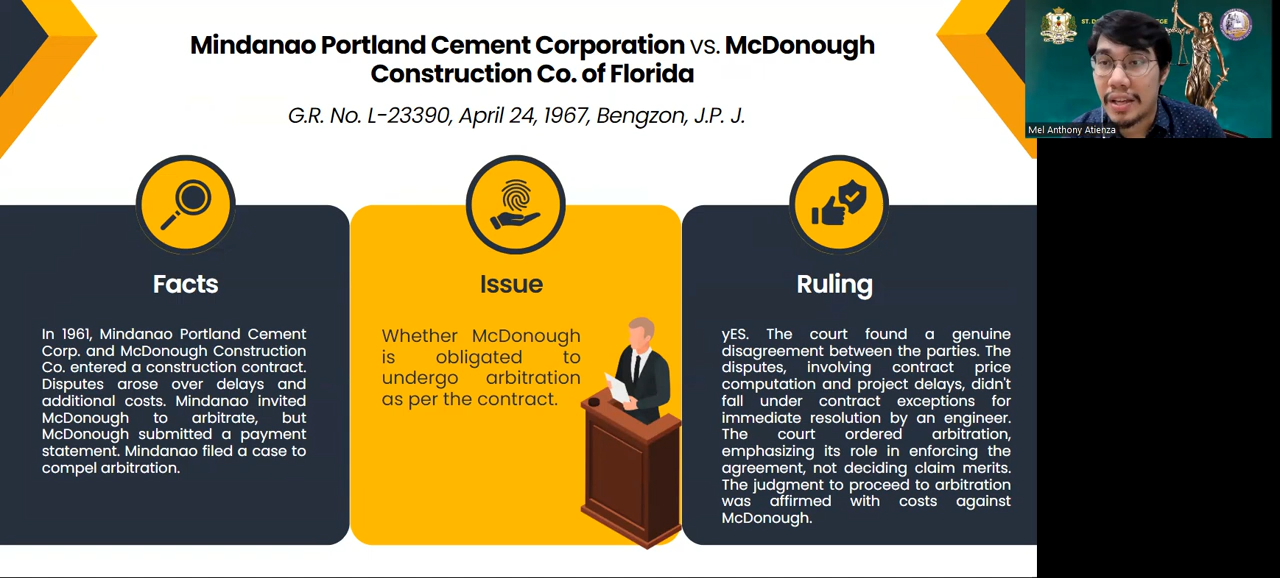 Mindanao Portland Cement Corporation vs. McDonough
Construction Co. of Florida
G.R. No. L-23390, April 24, 1967, Bengzon, J.P. J.
ST. D
EGE
Mel Anthony Atienza
Facts
In 1961, Mindanao Portland Cement
Corp. and McDonough Construction
Co. entered a construction contract.
Disputes arose over delays and
additional costs. Mindanao invited
McDonough to arbitrate, but
McDonough submitted a payment
statement. Mindanao filed a case to
compel arbitration.
Issue
Whether McDonough
is obligated to
undergo arbitration
as per the contract.
Ruling
yES. The court found a genuine
disagreement between the parties. The
disputes, involving contract price
computation and project delays, didn't
fall under contract exceptions for
immediate resolution by an engineer.
The court ordered arbitration,
emphasizing its role in enforcing the
agreement, not deciding claim merits.
The judgment to proceed to arbitration
was affirmed with costs against
McDonough.